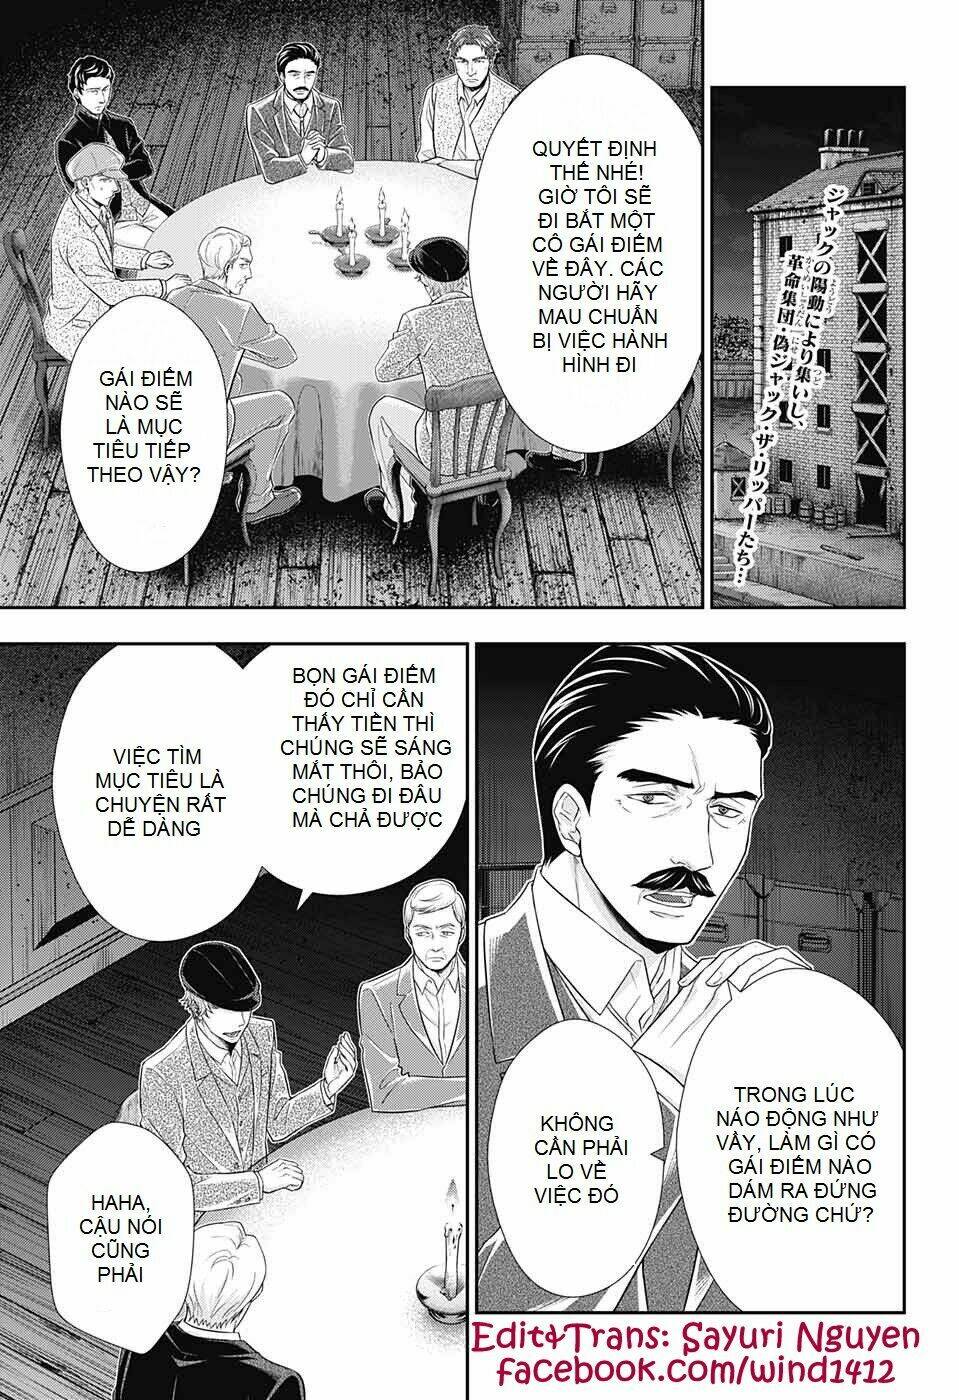 ジャックの陽動により集いし、
革命集団・偽ジャック・ザ・リッパーたち…
QUYẾT ĐỊNH
THẾ NHÉ!
GIỜ TÔI SẼ
ĐI BẮT MỘT
CÔ GÁI ĐIẾM
VỀ ĐÂY. CÁC
NGƯỜI HÃY
MAU CHUẨN
BỊ VIỆC HÀNH
HÌNH ĐI
GÁI ĐIẾM
NÀO SẼ
LÀ MỤC
TIÊU TIẾP
THEO VẬY?
TRONG LÚC
NÁO ĐỘNG NHƯ
VẦY, LÀM GÌ CÓ
GÁI ĐIẾM NÀO
DÁM RA ĐỨNG
ĐƯỜNG CHỨ?
KHÔNG
CẦN PHẢI
LO VỀ
VIỆC ĐÓ
BỌN GÁI ĐIẾM
ĐÓ CHỈ CẦN
THẤY TIỀN THÌ
CHÚNG SẼ SÁNG
MẮT THÔI, BẢO
CHÚNG ĐI ĐÂU
MÀ CHẢ ĐƯỢC
VIỆC TÌM
MỤC TIÊU LÀ
CHUYỆN RẤT
DỄ DÀNG
HAHA,
CẬU NÓI
CŨNG
PHẢI
Edit&Trans: Sayuri Nguyen
facebook.com/wind1412